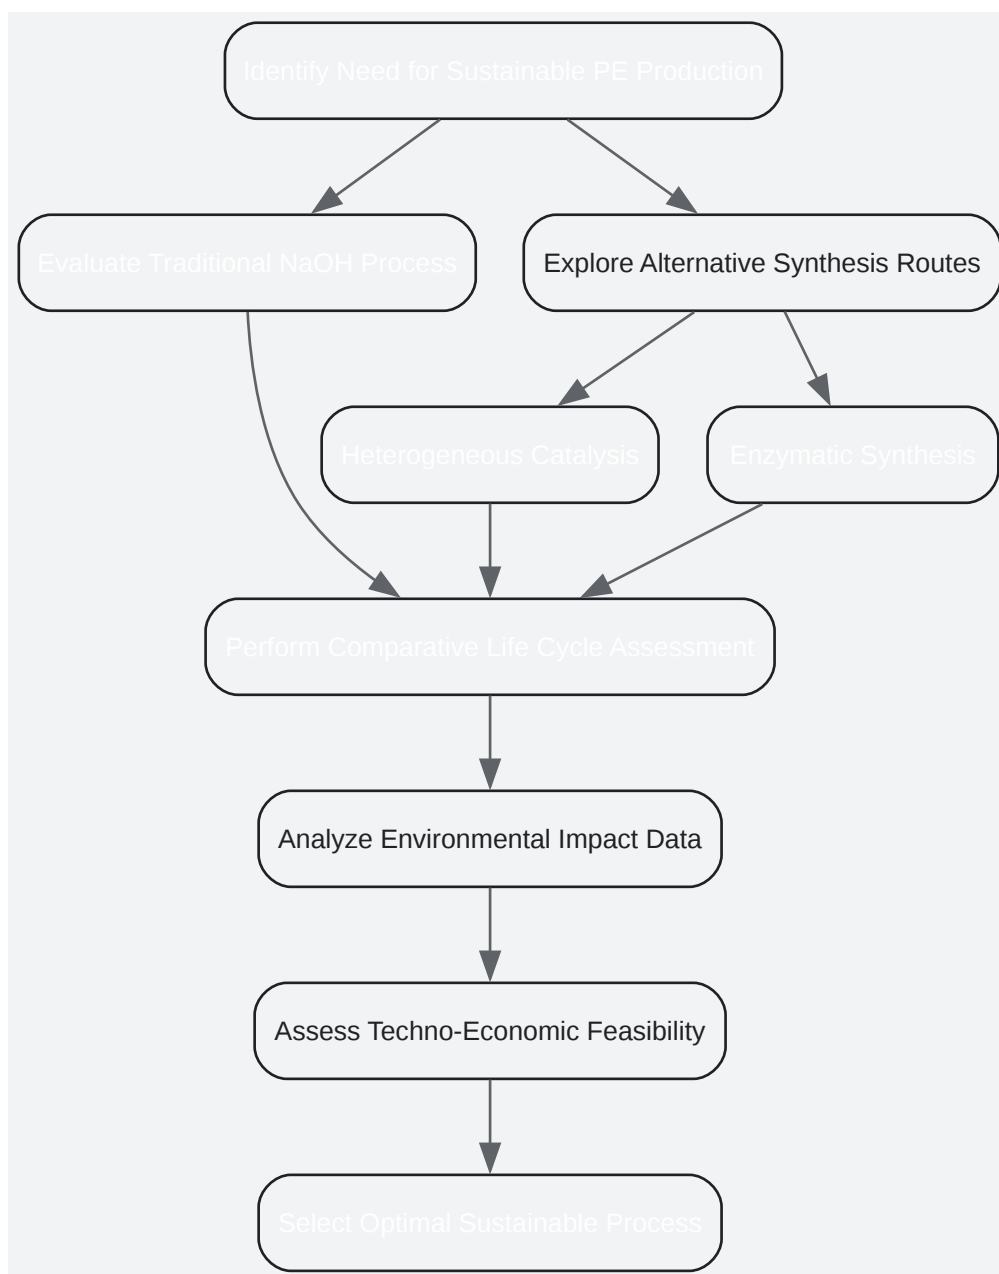 Identify Need for Sustainable PE Production
Evaluate Traditional NaOH Process
Explore Alternative Synthesis Routes
Heterogeneous Catalysis
Enzymatic Synthesis
Perform Comparative Life Cycle Assessment
Analyze Environmental Impact Data
Assess Techno-Economic Feasibility
Select Optimal Sustainable Process